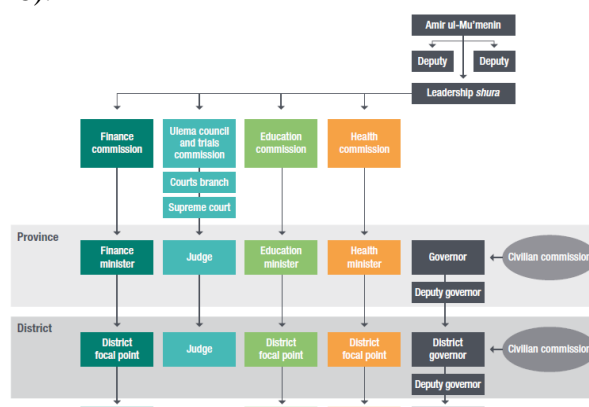 Amir ul-Mu'menin
Deputy
Deputy
Leadership shura
Finance
commission
Ulema council
and trials
commission
Education
commission
Health
commission
Courts branch
Supreme court
Province
Finance
minister
Judge
Education
minister
Health
minister
Governor
Civilian commission
Deputy governor
District
District
focal point
Judge
District
focal point
District
focal point
District
governor
Civilian commission
Deputy governor